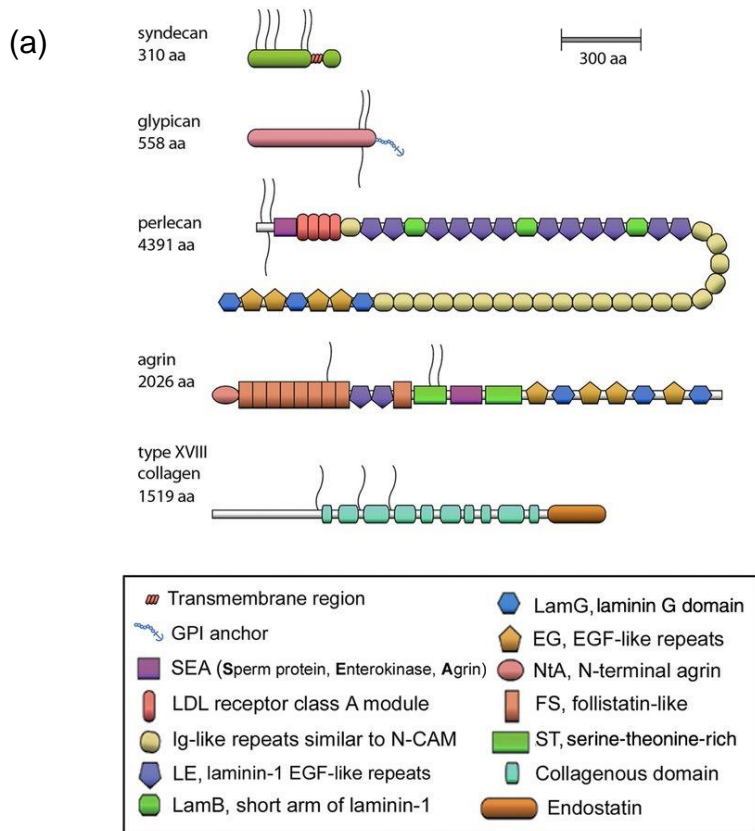 (a)
syndecan
310 aa
300 aa
glypican
558 aa
perlecan
4391 aa
agrin
2026 aa
type XVIII
collagen
1519 aa
Transmembrane region
GPI anchor
SEA (Sperm protein, Enterokinase, Agrin)
LDL receptor class A module
Ig-like repeats similar to N-CAM
LE, laminin-1 EGF-like repeats
LamB, short arm of laminin-1
LamG, laminin G domain
EG, EGF-like repeats
NtA, N-terminal agrin
FS, follistatin-like
ST, serine-theonine-rich
Collagenous domain
Endostatin